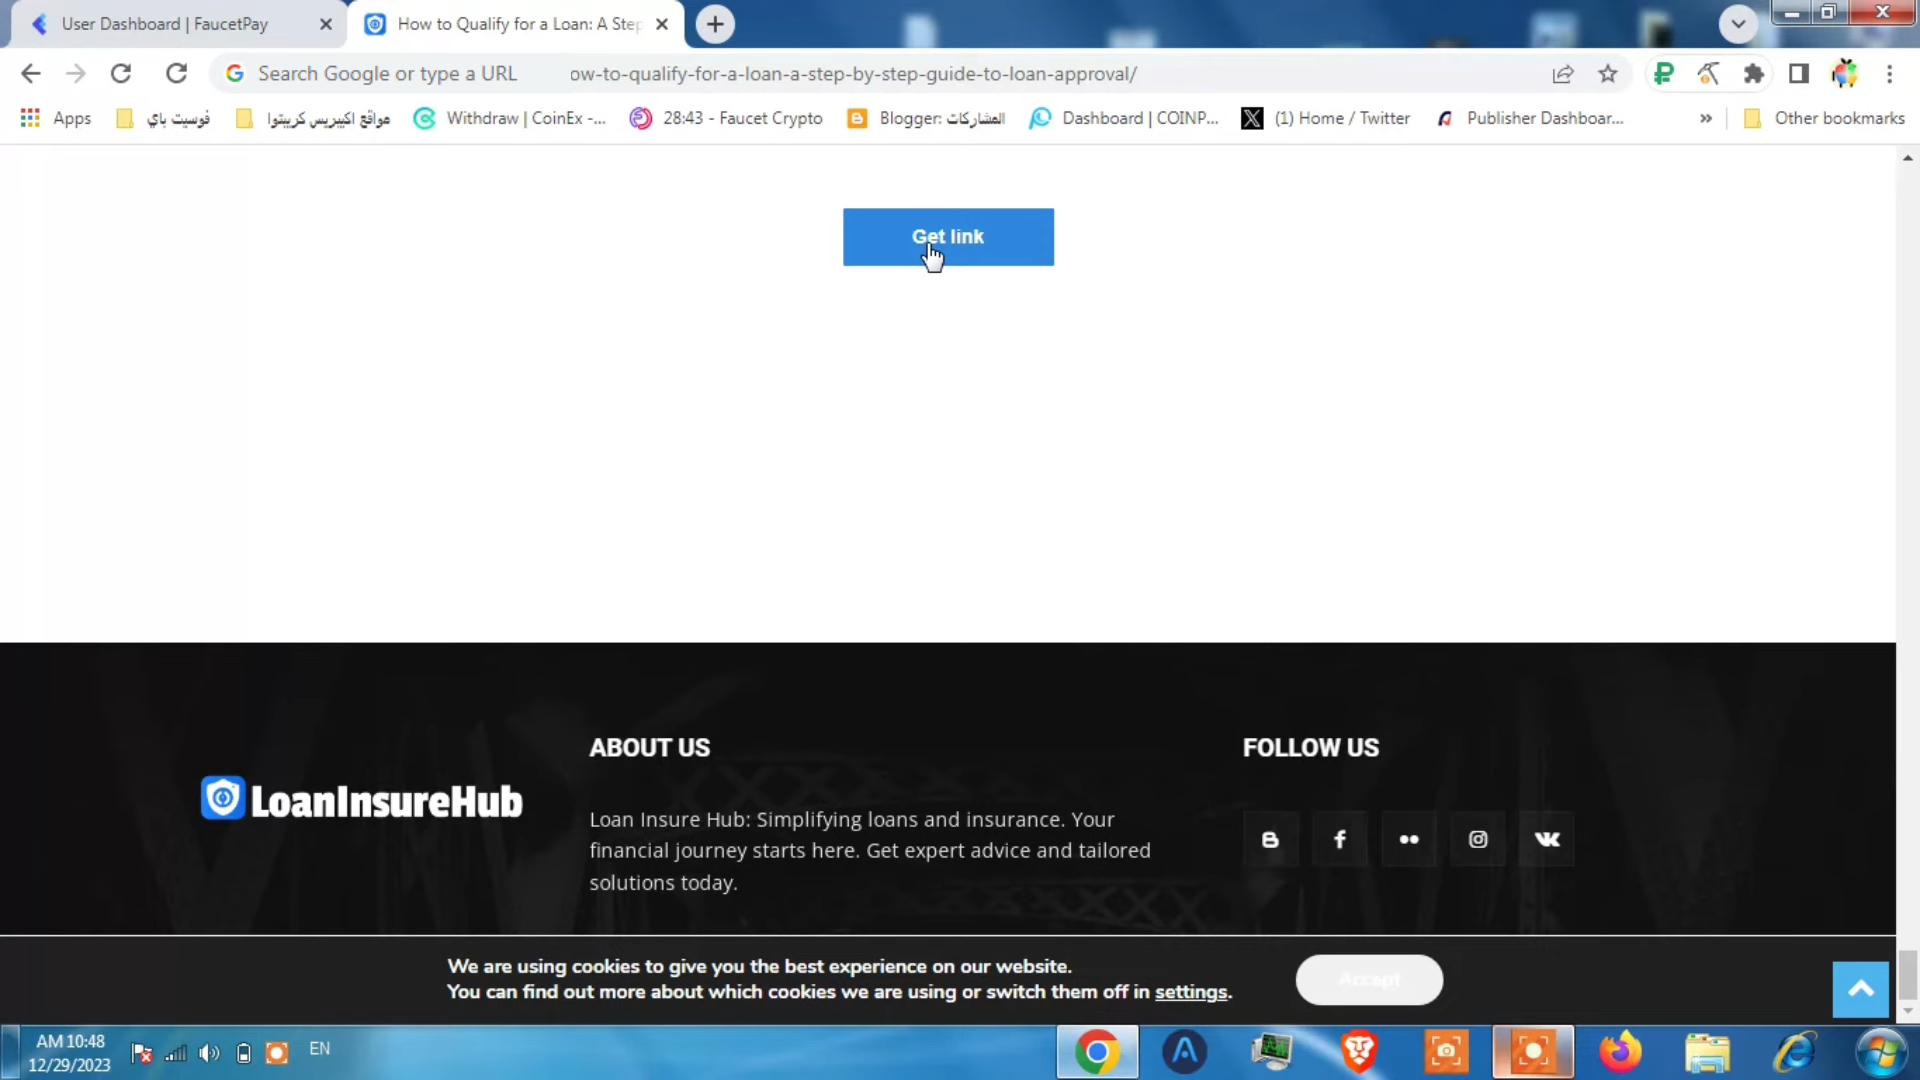 User Dashboard | FaucetPay
How to Qualify for a Loan: A Step
Search Google or type a URL
ow-to-qualify-for-a-loan-a-step-by-step-guide-to-loan-approval/
Apps
فوسيت باي
مواقع اكسبريس كريبتوا
Withdraw | CoinEx -...
28:43 - Faucet Crypto
Blogger: المشاركات
Dashboard | COINP...
(1) Home / Twitter
Publisher Dashboar...
»
Other bookmarks
Get link
LoanInsureHub
ABOUT US
Loan Insure Hub: Simplifying loans and insurance. Your
financial journey starts here. Get expert advice and tailored
solutions today.
FOLLOW US
We are using cookies to give you the best experience on our website.
You can find out more about which cookies we are using or switch them off in settings.
Accept
AM 10:48
12/29/2023
EN